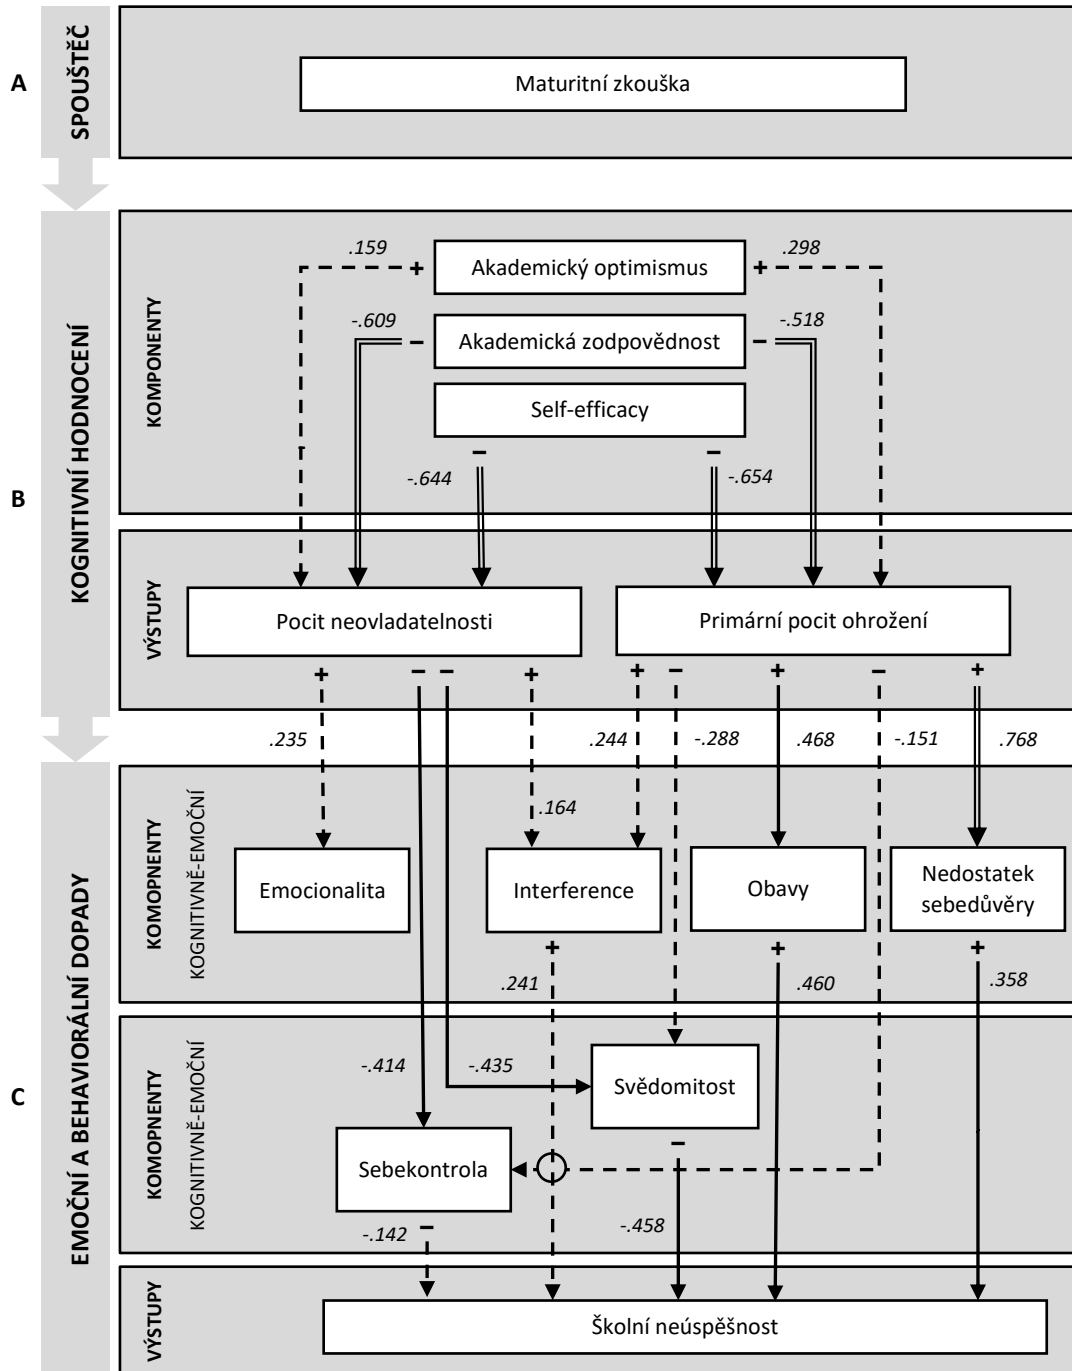 A
SPOUŠTĚČ
Maturitní zkouška
B
KOGNITIVNÍ HODNOCENÍ
KOMPONENTY
.159
+
Akademický optimismus
+
.298
-.609
–
Akademická zodpovědnost
–
-.518
Self-efficacy
–
–
-.644
-.654
VÝSTUPY
Pocit neovladatelnosti
Primární pocit ohrožení
+
–
–
+
+
–
+
–
+
.235
.244
-.288
.468
-.151
.768
C
EMOČNÍ A BEHAVIORÁLNÍ DOPADY
KOMOPNENTY
KOGNITIVNĚ-EMOČNÍ
.164
Emocionalita
Interference
Obavy
Nedostatek
sebedůvěry
+
+
+
.241
.460
.358
KOMOPNENTY
KOGNITIVNĚ-EMOČNÍ
-.414
-.435
Svědomitost
–
Sebekontrola
–
-.142
-.458
VÝSTUPY
Školní neúspěšnost